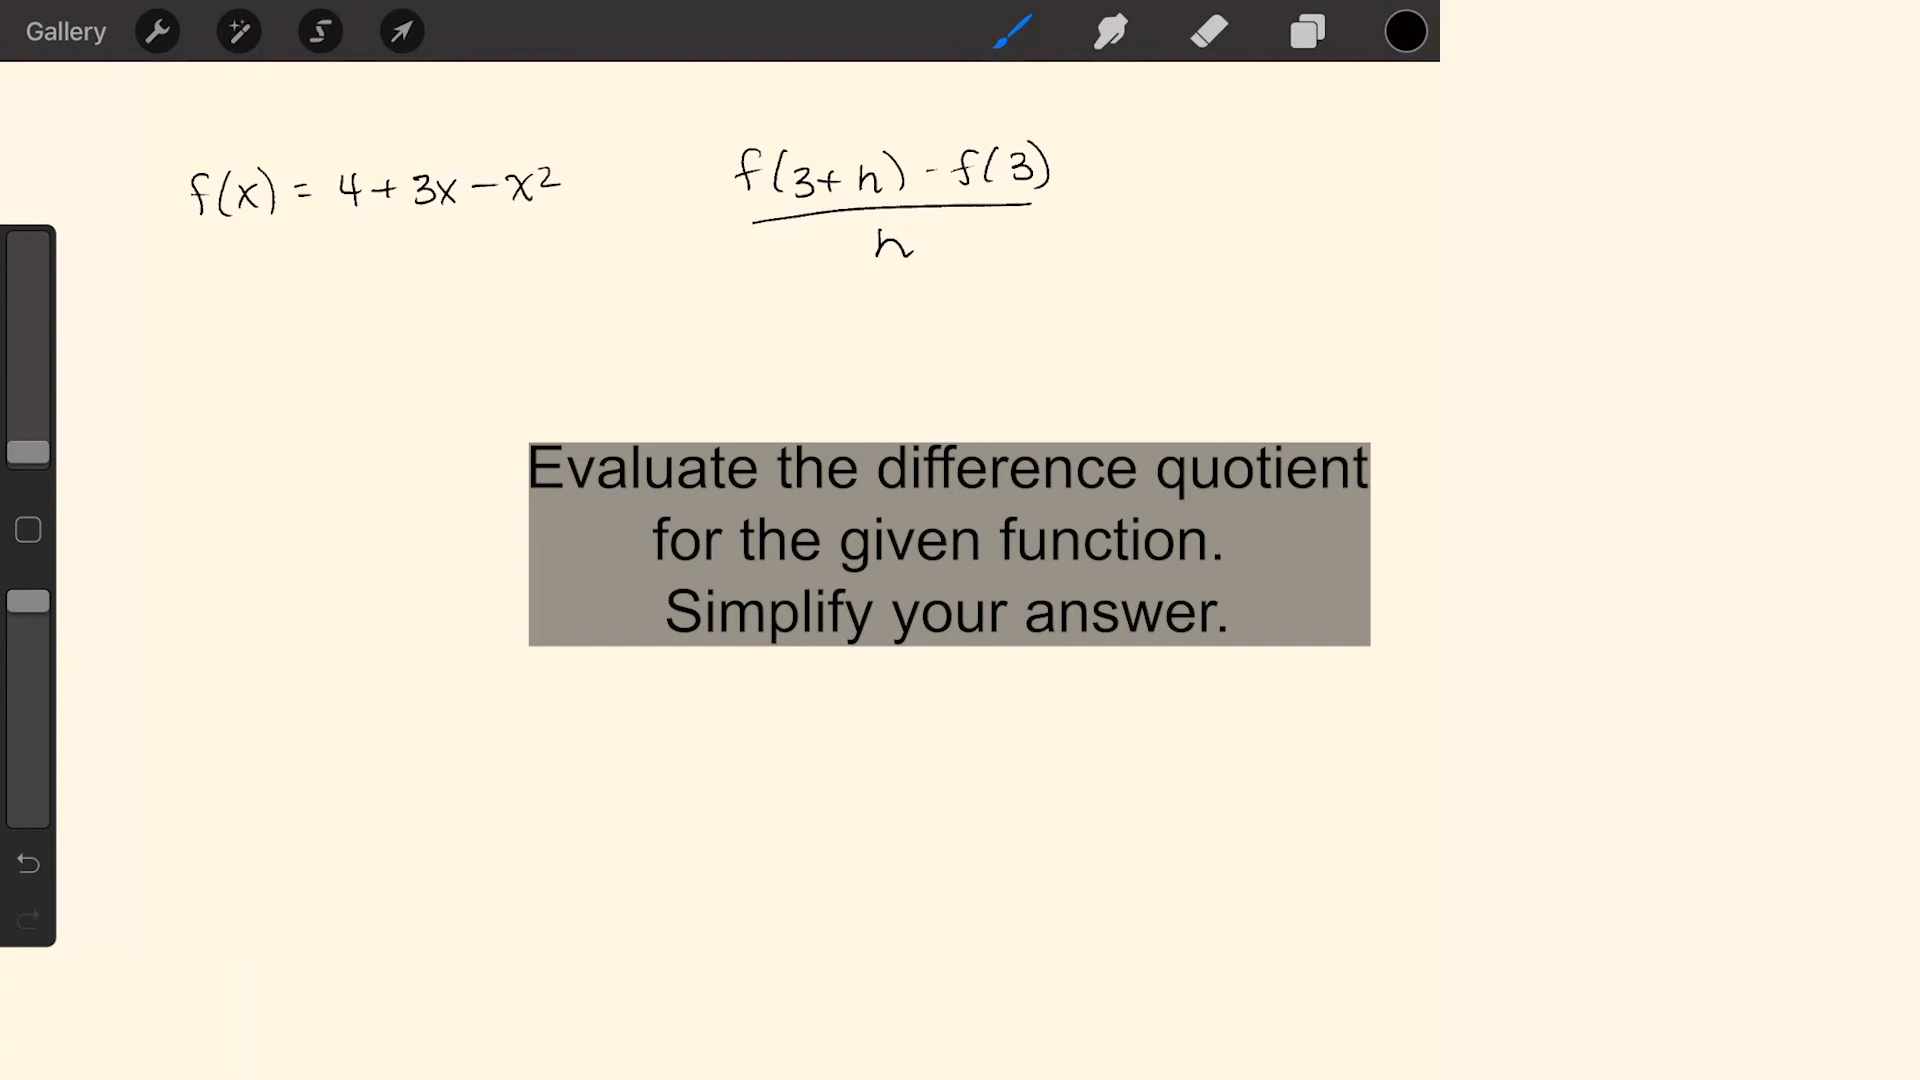 Gallery
f(x) = 4 + 3x - x²
f(3+h) - f(3)
h
Evaluate the difference quotient
for the given function.
Simplify your answer.